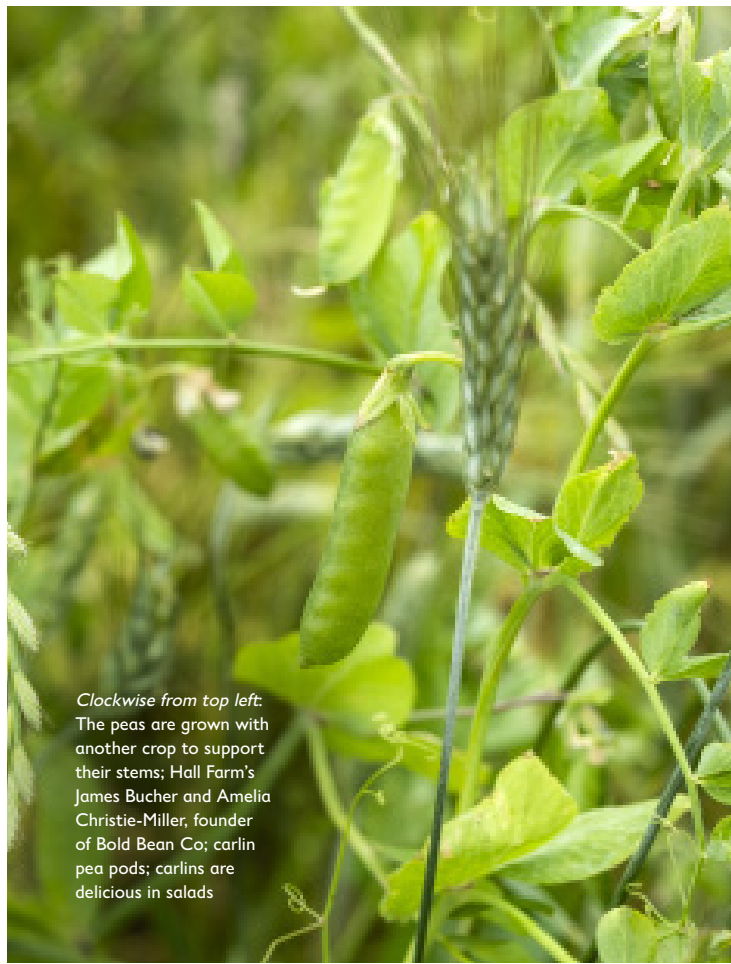 Clockwise from top left:
The peas are grown with
another crop to support
their stems; Hall Farm's
James Bucher and Amelia
Christie-Miller, founder
of Bold Bean Co; carlin
pea pods; carlins are
delicious in salads